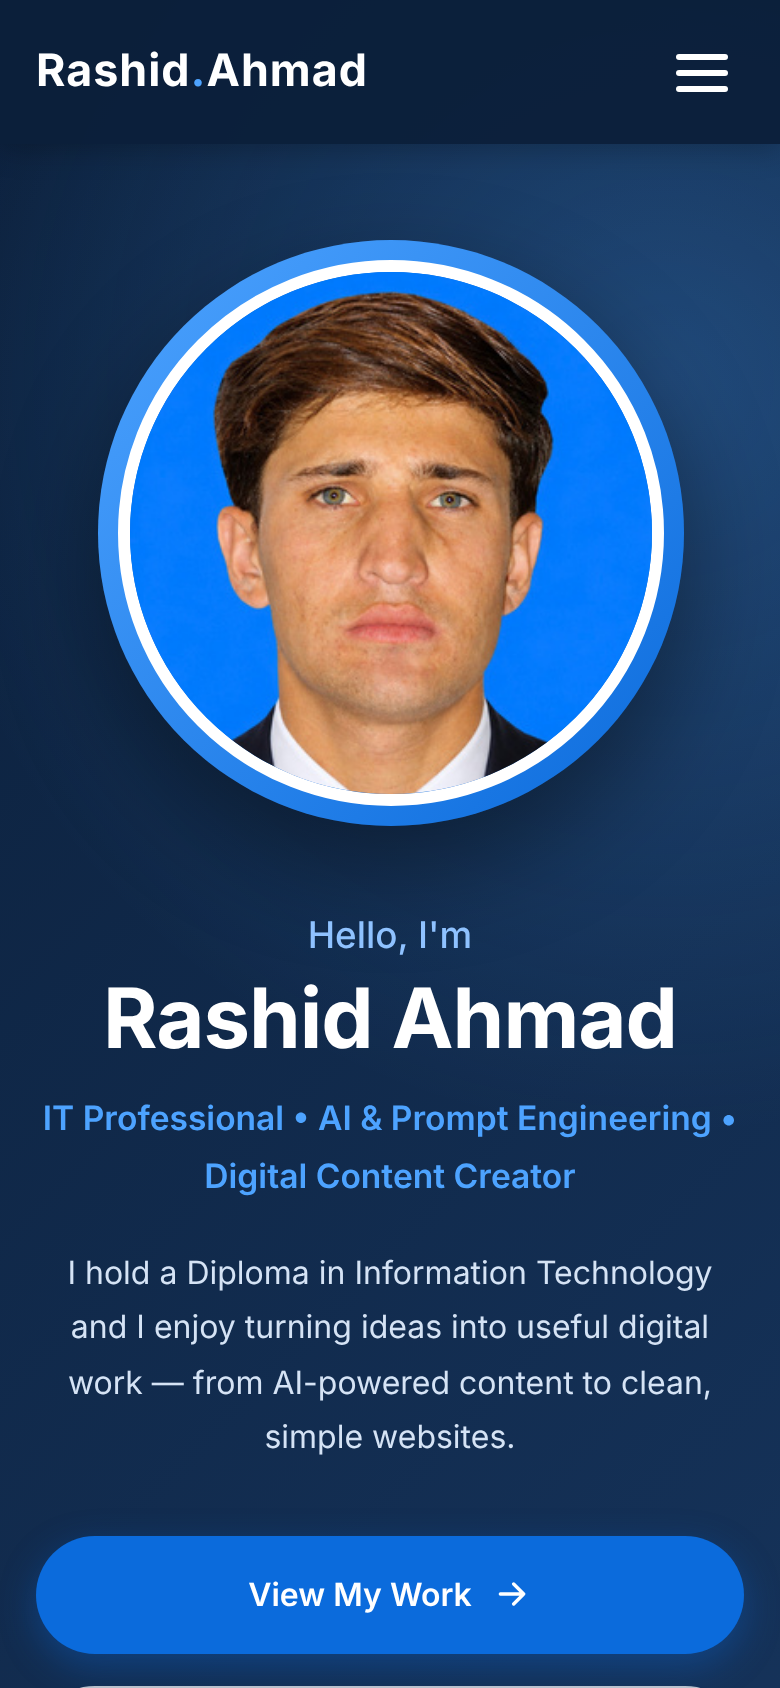 Rashid.Ahmad
Hello, I'm
Rashid Ahmad
IT Professional • AI & Prompt Engineering •
Digital Content Creator
I hold a Diploma in Information Technology
and I enjoy turning ideas into useful digital
work — from AI-powered content to clean,
simple websites.
View My Work →